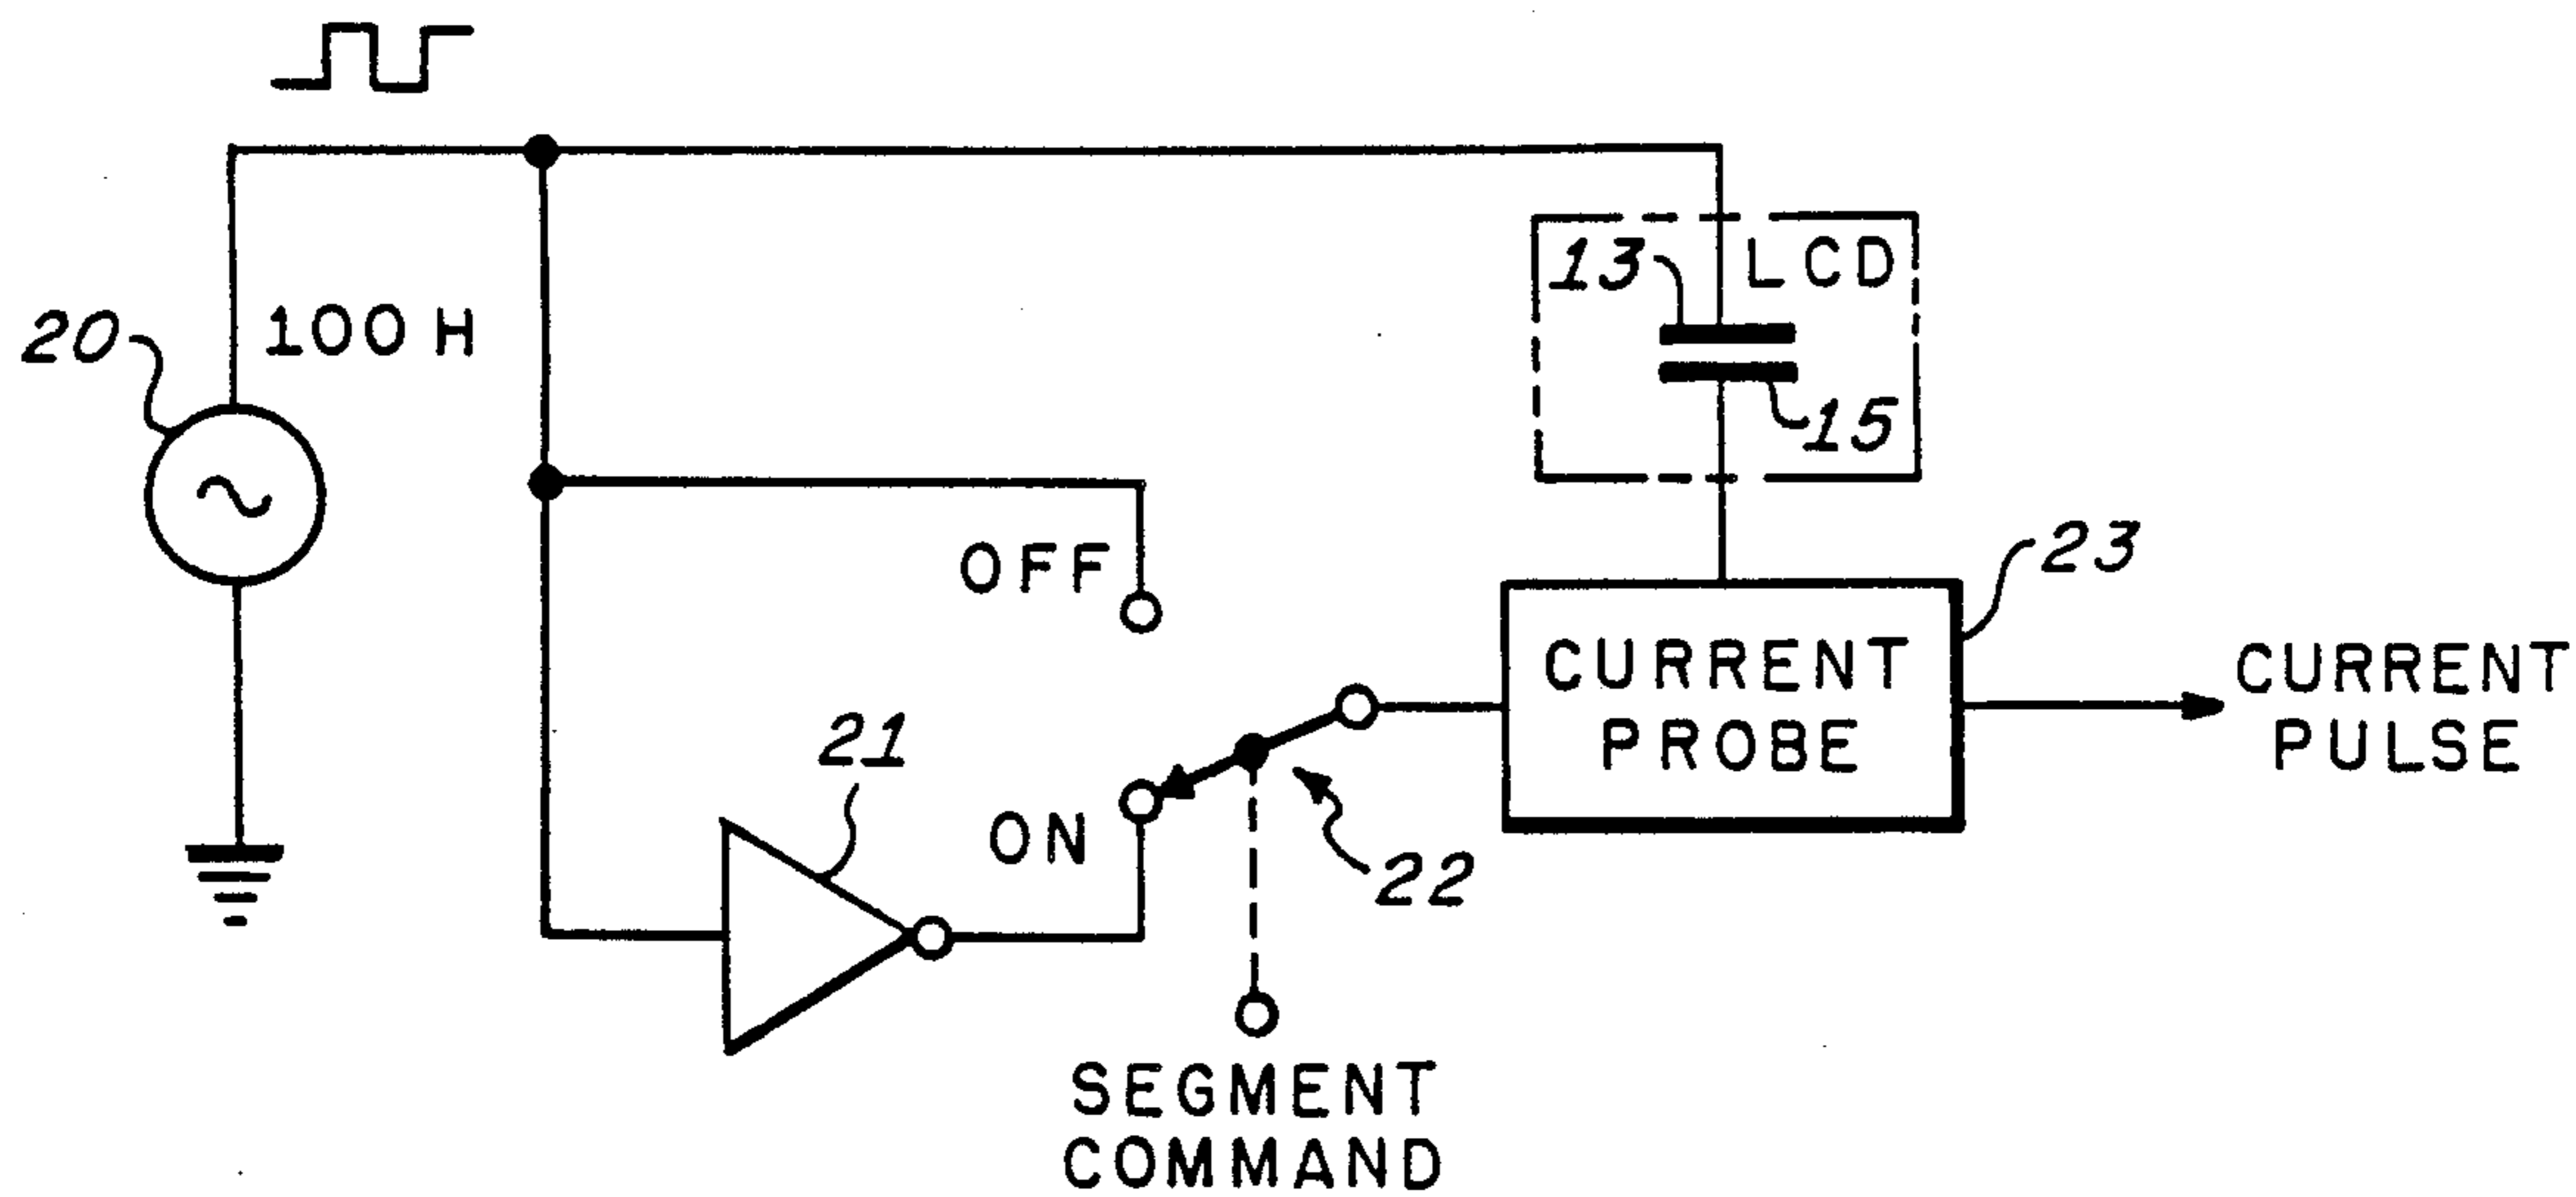 20
100 H
13
LCD
15
OFF
23
CURRENT
PROBE
CURRENT
PULSE
21
ON
22
SEGMENT
COMMAND